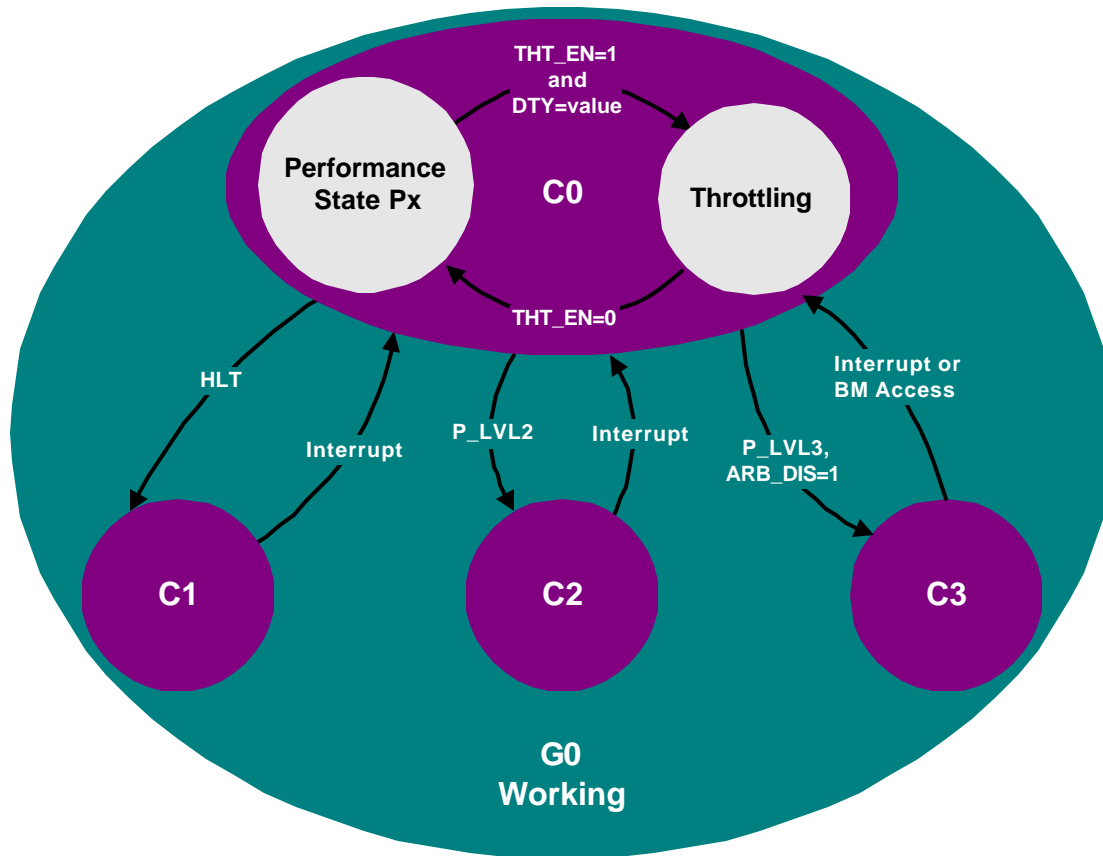 THT_EN=1
and
DTY=value
Performance
State Px
C0
Throttling
THT_EN=0
HLT
Interrupt
P_LVL2
Interrupt
P_LVL3,
ARB_DIS=1
Interrupt or
BM Access
C1
C2
C3
G0
Working